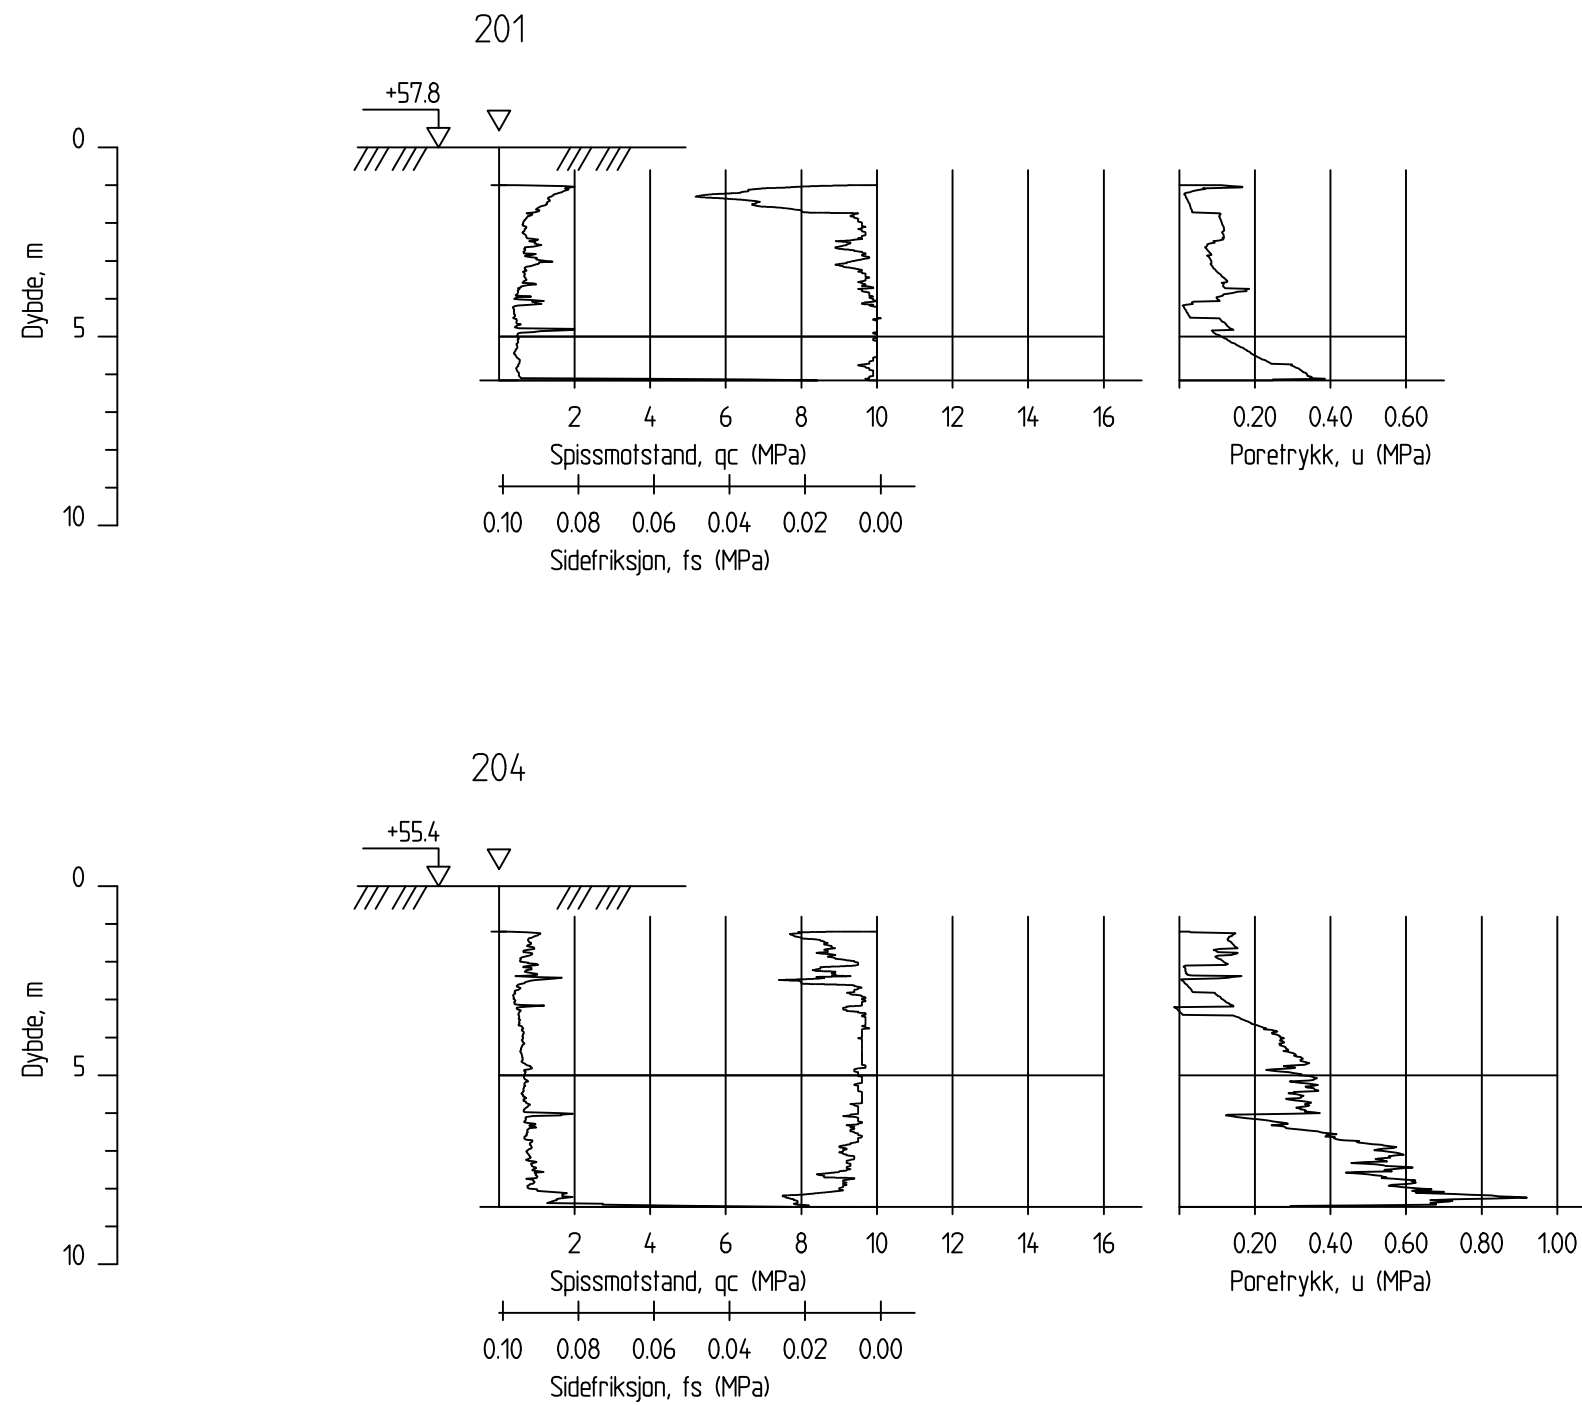 201
+57.8
0
5
10
Dybde, m
2 4 6 8 10 12 14 16
Spissmotstand, qc (MPa)
0.10 0.08 0.06 0.04 0.02 0.00
Sidefriksjon, fs (MPa)
0.20 0.40 0.60
Poretrykk, u (MPa)
204
+55.4
0
5
10
Dybde, m
2 4 6 8 10 12 14 16
Spissmotstand, qc (MPa)
0.10 0.08 0.06 0.04 0.02 0.00
Sidefriksjon, fs (MPa)
0.20 0.40 0.60 0.80 1.00
Poretrykk, u (MPa)